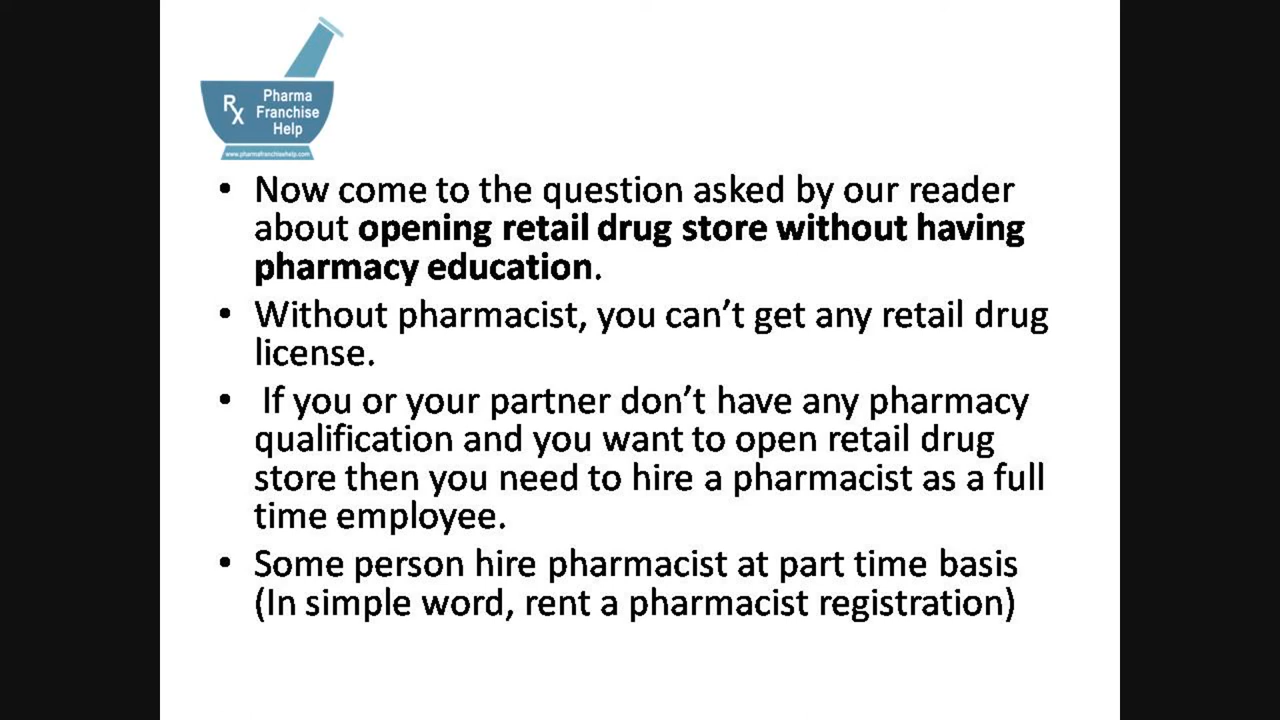 Rx
Pharma
Franchise
Help
www.pharmafranchisehelp.com
• Now come to the question asked by our reader
about opening retail drug store without having
pharmacy education.
• Without pharmacist, you can’t get any retail drug
license.
• If you or your partner don’t have any pharmacy
qualification and you want to open retail drug
store then you need to hire a pharmacist as a full
time employee.
• Some person hire pharmacist at part time basis
(In simple word, rent a pharmacist registration)